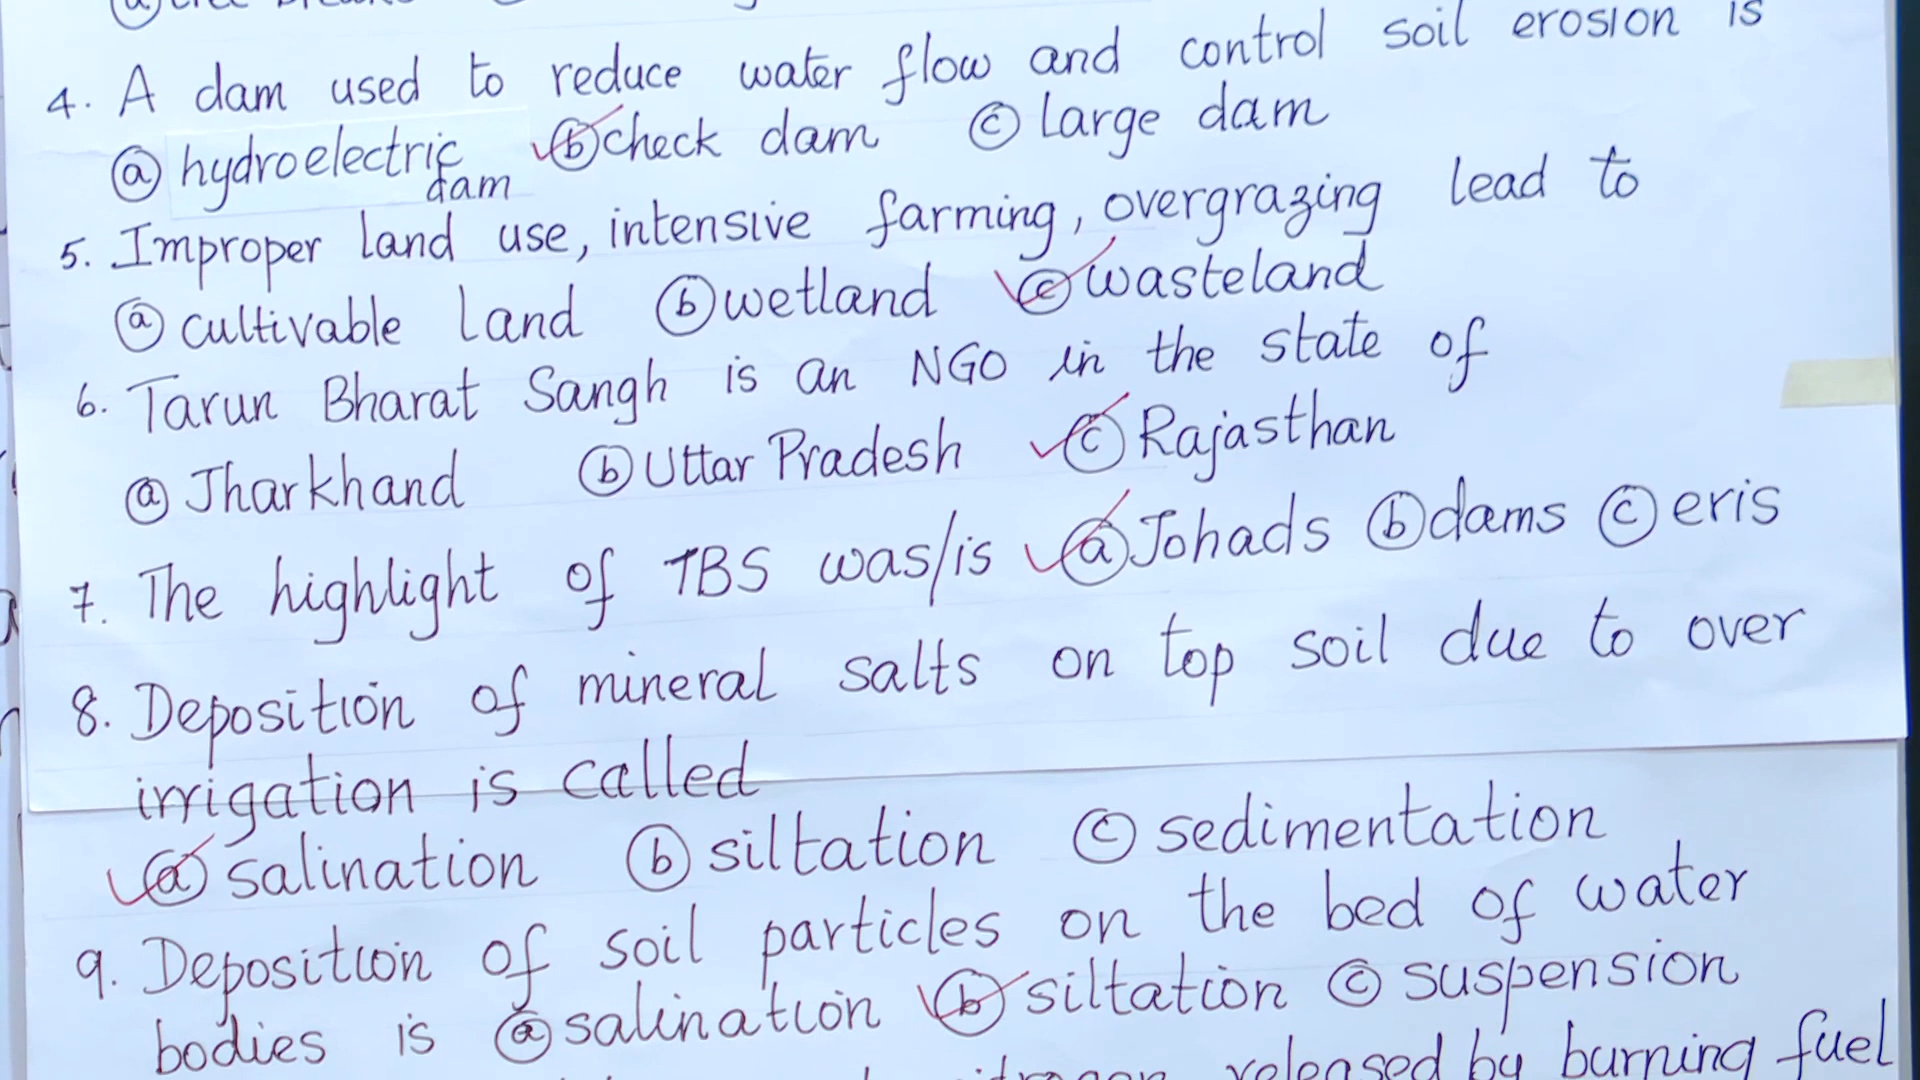 4. A dam used to reduce water flow and control soil erosion is
ⓐ hydroelectric dam ⓑ check dam ⓒ large dam
5. Improper land use, intensive farming, overgrazing lead to
ⓐ cultivable land ⓑ wetland ⓒ wasteland
6. Tarun Bharat Sangh is an NGO in the state of
ⓐ Jharkhand ⓑ Uttar Pradesh ⓒ Rajasthan
7. The highlight of TBS was/is ⓐ Johads ⓑ dams ⓒ eris
8. Deposition of mineral salts on top soil due to over
irrigation is called
ⓐ salination ⓑ siltation ⓒ sedimentation
9. Deposition of soil particles on the bed of water
bodies is ⓐ salination ⓑ siltation ⓒ suspension
released by burning fuel